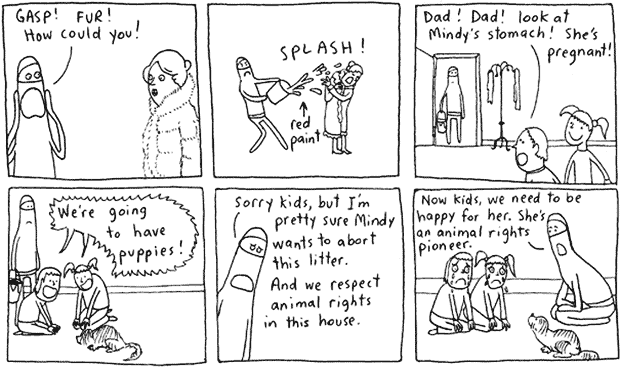 GASP! FUR!
How could you!
SPLASH!
red
paint
Dad! Dad! look at
Mindy's stomach! She's
pregnant!
We're going
to have
puppies!
Sorry kids, but I'm
pretty sure Mindy
wants to abort
this litter.
And we respect
animal rights
in this house.
Now kids, we need to be
happy for her. She's
an animal rights
pioneer.